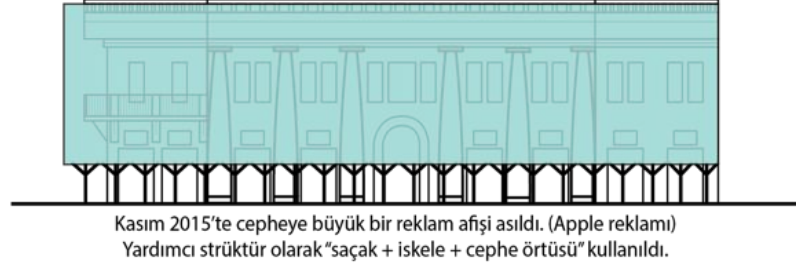 Kasım 2015’te cepheye büyük bir reklam afişi asıldı. (Apple reklamı)
Yardımcı strüktür olarak “saçak + iskele + cephe örtüsü” kullanıldı.